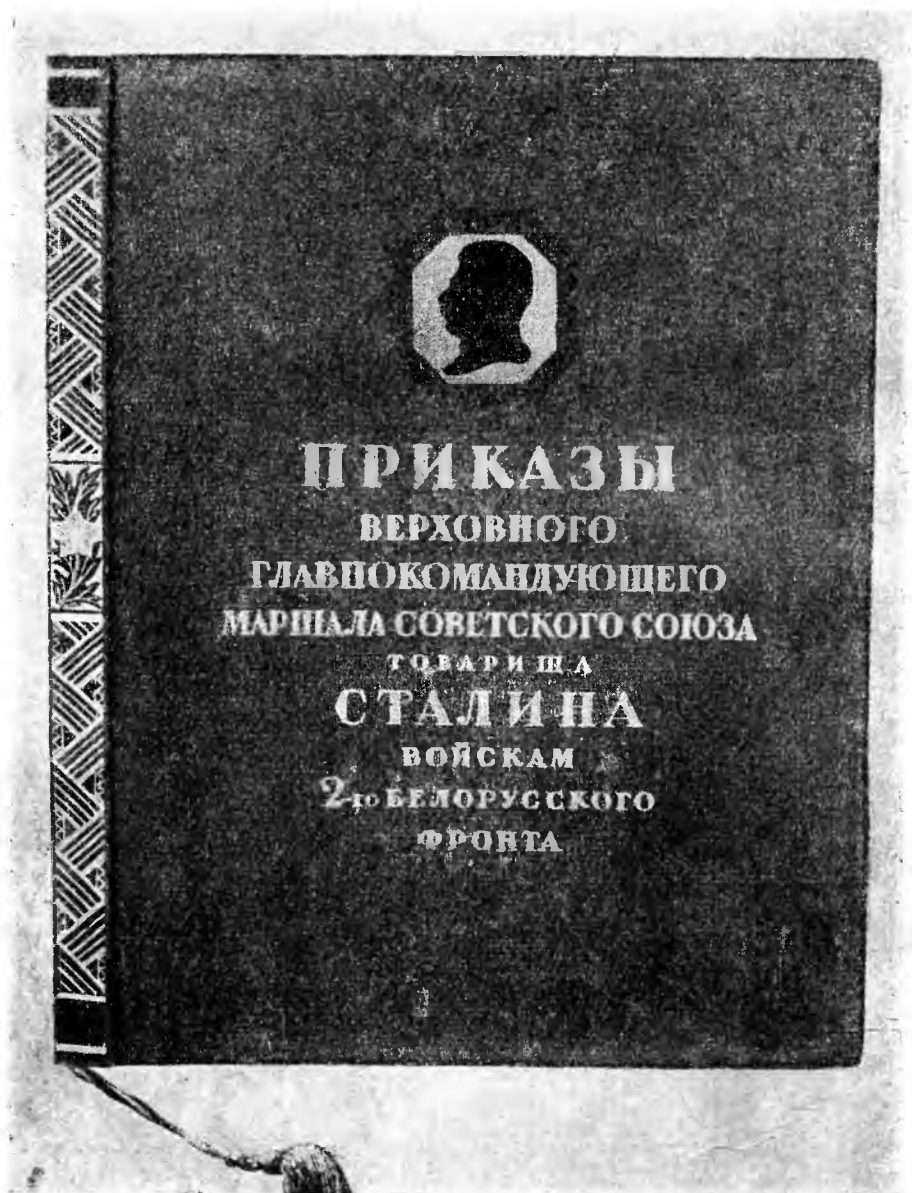 ПРИКАЗЫ
ВЕРХОВНОГО
ГЛАВНОКОМАНДУЮЩЕГО
МАРШАЛА СОВЕТСКОГО СОЮЗА
ТОВАРИЩА
СТАЛИНА
ВОЙСКАМ
2-го БЕЛОРУССКОГО
ФРОНТА